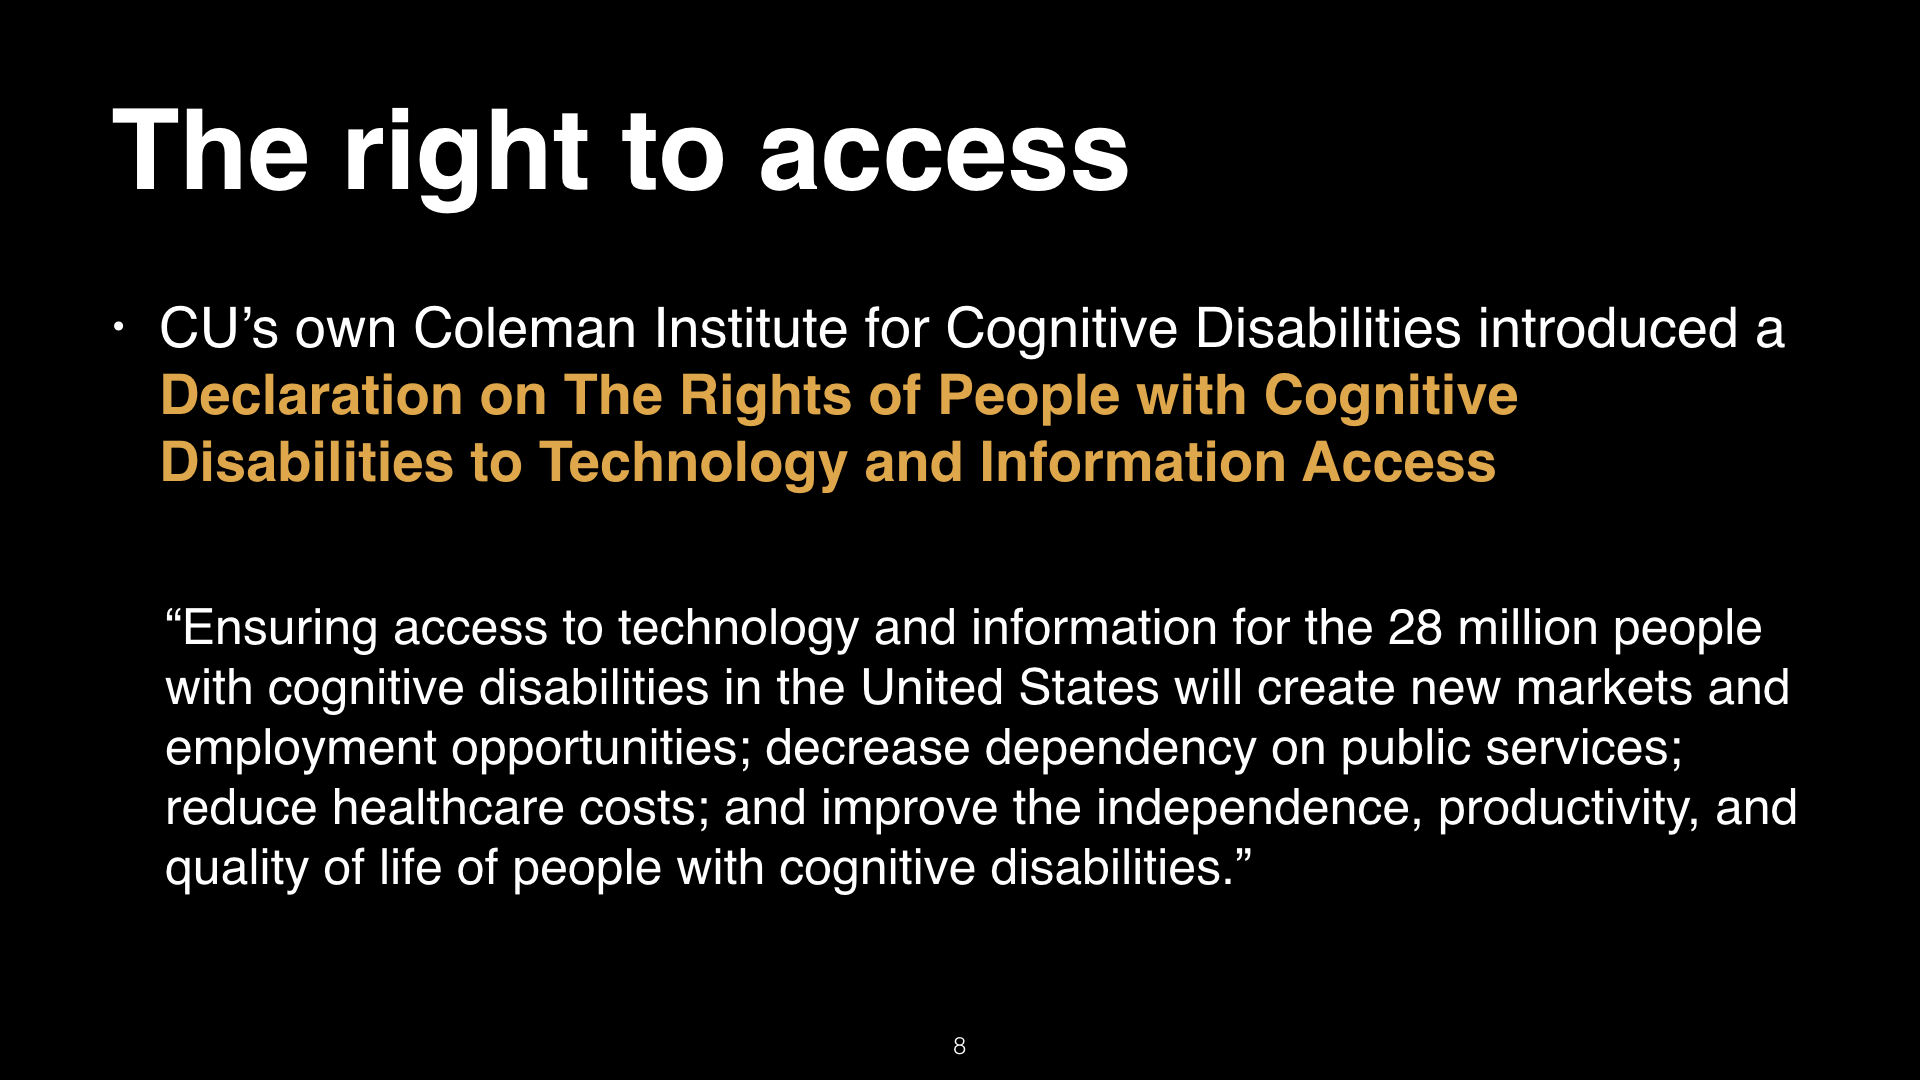 The right to access
• CU’s own Coleman Institute for Cognitive Disabilities introduced a
Declaration on The Rights of People with Cognitive
Disabilities to Technology and Information Access
“Ensuring access to technology and information for the 28 million people
with cognitive disabilities in the United States will create new markets and
employment opportunities; decrease dependency on public services;
reduce healthcare costs; and improve the independence, productivity, and
quality of life of people with cognitive disabilities.”
8